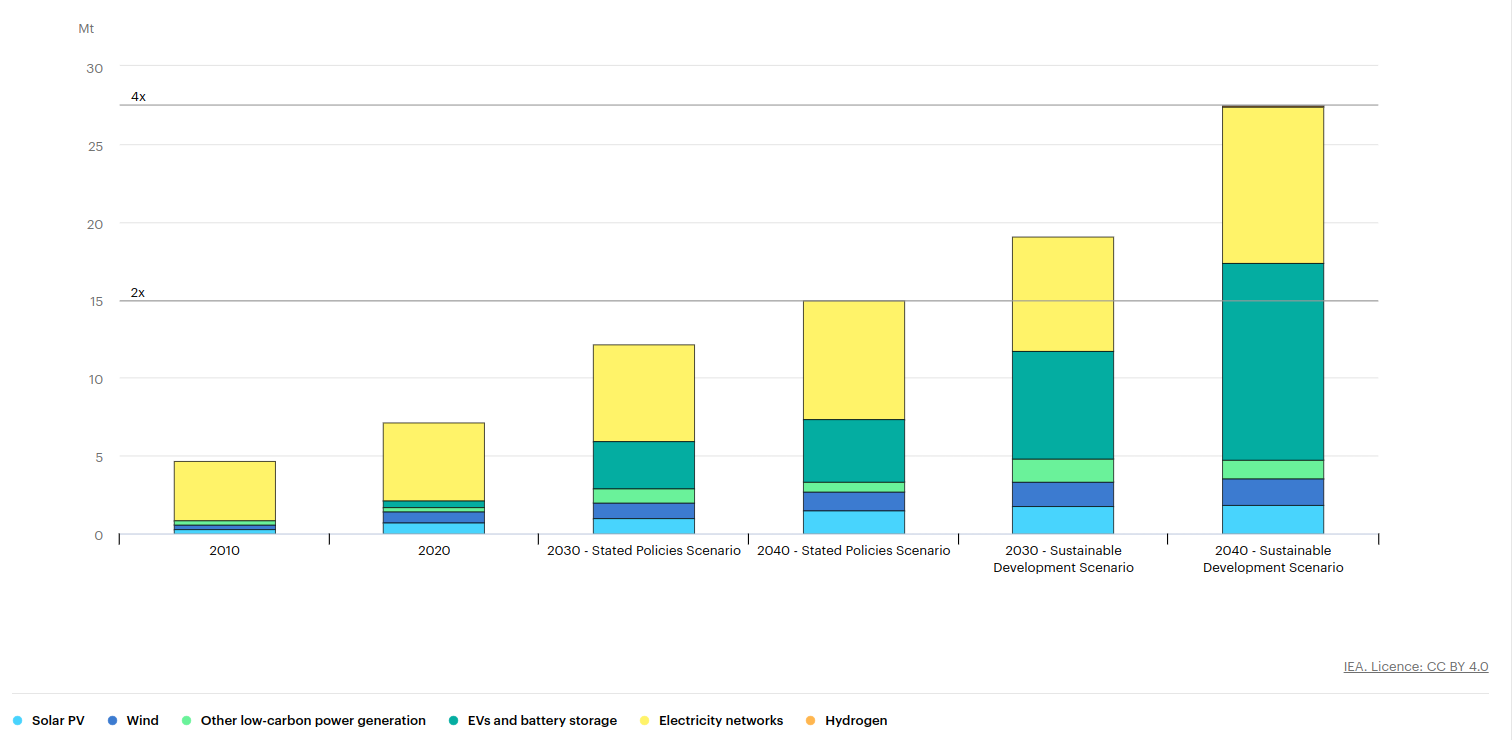 Mt
30
4x
25
20
2x
15
10
5
0
2010
2020
2030 - Stated Policies Scenario
2040 - Stated Policies Scenario
2030 - Sustainable
Development Scenario
2040 - Sustainable
Development Scenario
IEA. Licence: CC BY 4.0
Solar PV
Wind
Other low-carbon power generation
EVs and battery storage
Electricity networks
Hydrogen